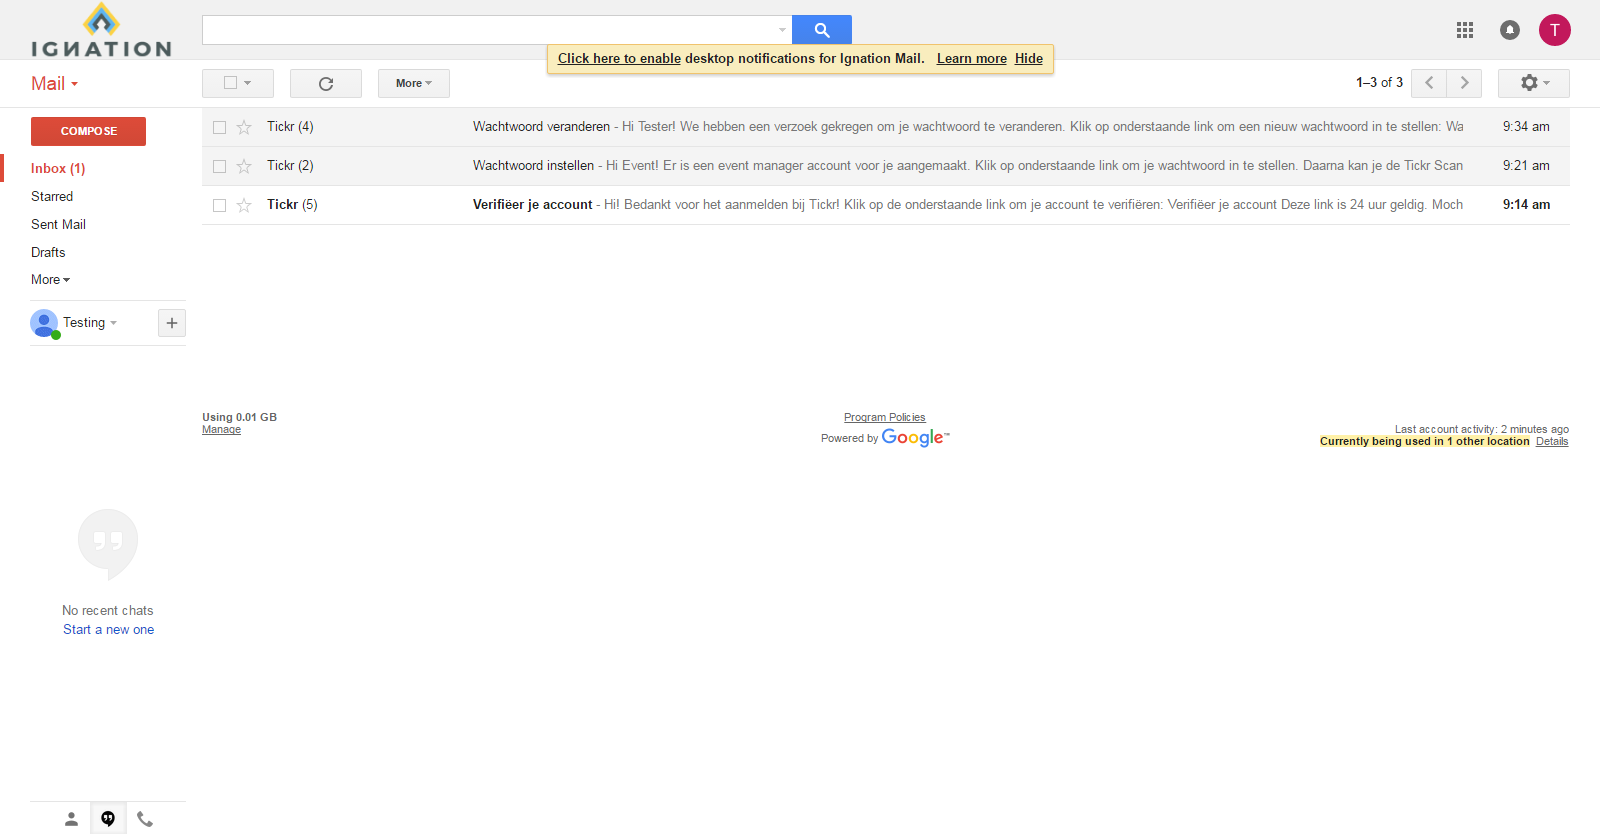 IGNATION
T
Click here to enable desktop notifications for Ignation Mail. Learn more Hide
Mail
More
1–3 of 3
COMPOSE
Inbox (1)
Starred
Sent Mail
Drafts
More
Testing
Tickr (4) Wachtwoord veranderen - Hi Tester! We hebben een verzoek gekregen om je wachtwoord te veranderen. Klik op onderstaande link om een nieuw wachtwoord in te stellen: Wa 9:34 am
Tickr (2) Wachtwoord instellen - Hi Event! Er is een event manager account voor je aangemaakt. Klik op onderstaande link om je wachtwoord in te stellen. Daarna kan je de Tickr Scan 9:21 am
Tickr (5) Verifiëer je account - Hi! Bedankt voor het aanmelden bij Tickr! Klik op de onderstaande link om je account te verifiëren: Verifiëer je account Deze link is 24 uur geldig. Moch 9:14 am
Using 0.01 GB
Manage
Program Policies
Powered by Google™
Last account activity: 2 minutes ago
Currently being used in 1 other location Details
No recent chats
Start a new one